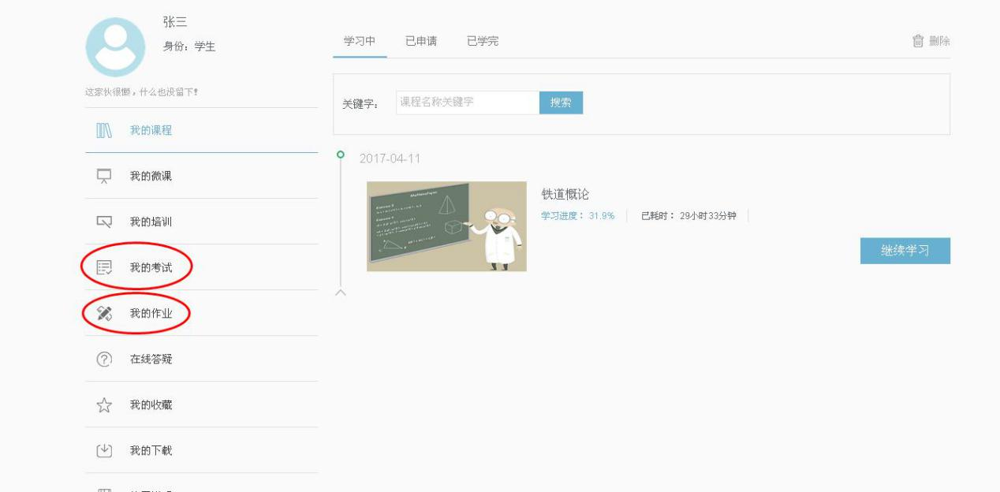 张三
身份：学生
这家伙很懒，什么也没留下！
我的课程
我的微课
我的培训
我的考试
我的作业
在线答疑
我的收藏
我的下载
学习中 已申请 已学完 删除
关键字： 课程名称关键字 搜索
2017-04-11
铁道概论
学习进度： 31.9% 已耗时： 29小时33分钟
继续学习